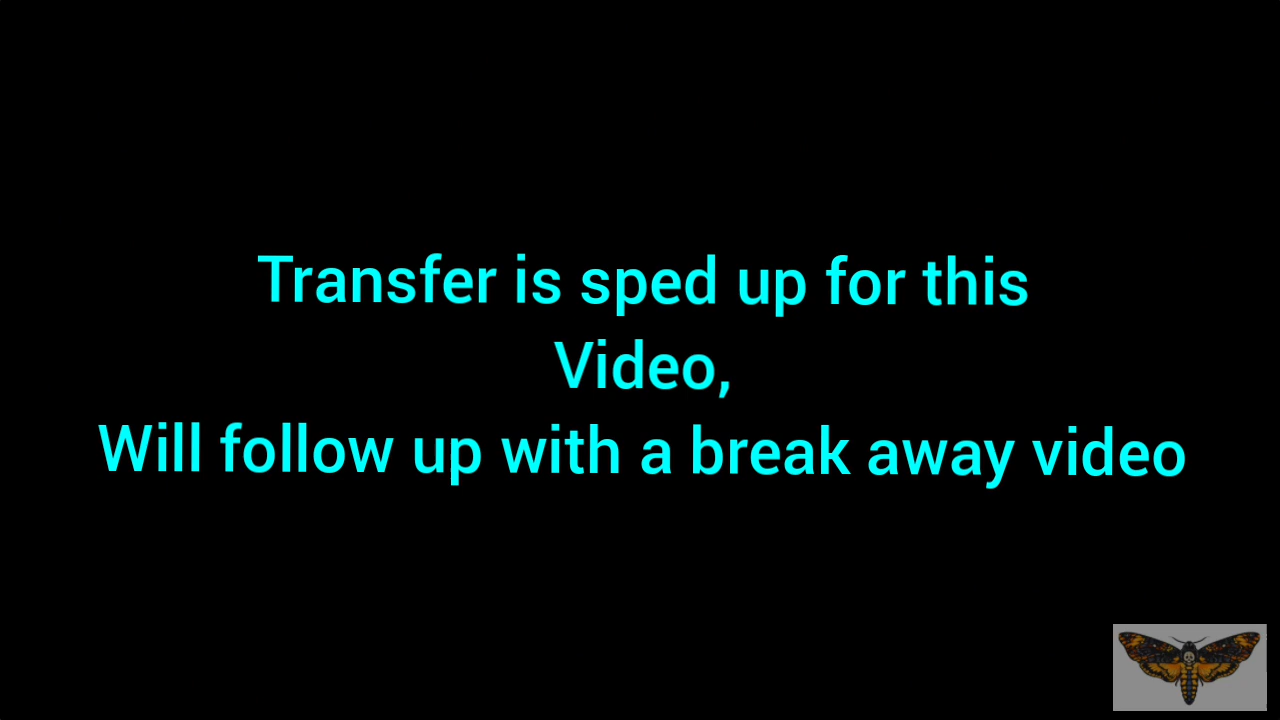 Transfer is sped up for this
Video,
Will follow up with a break away video